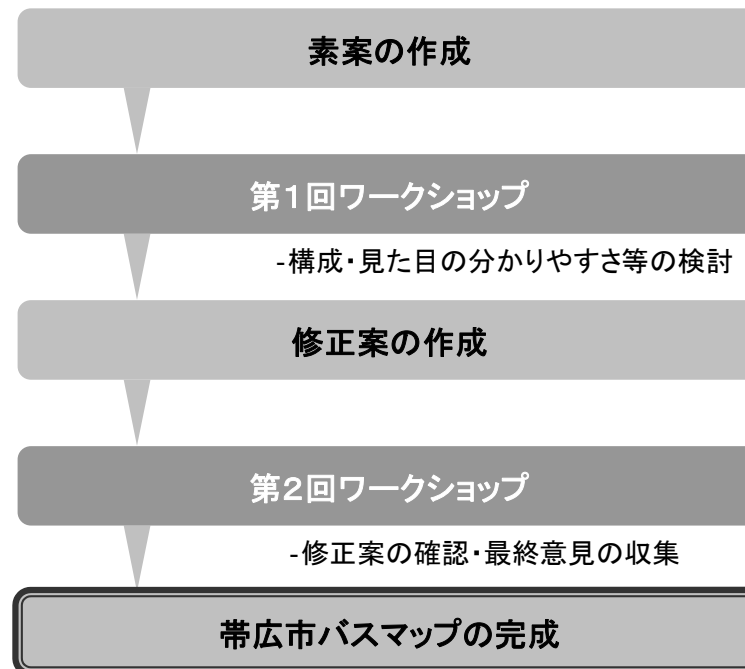 素案の作成
第1回ワークショップ
-構成・見た目の分かりやすさ等の検討
修正案の作成
第2回ワークショップ
-修正案の確認・最終意見の収集
帯広市バスマップの完成